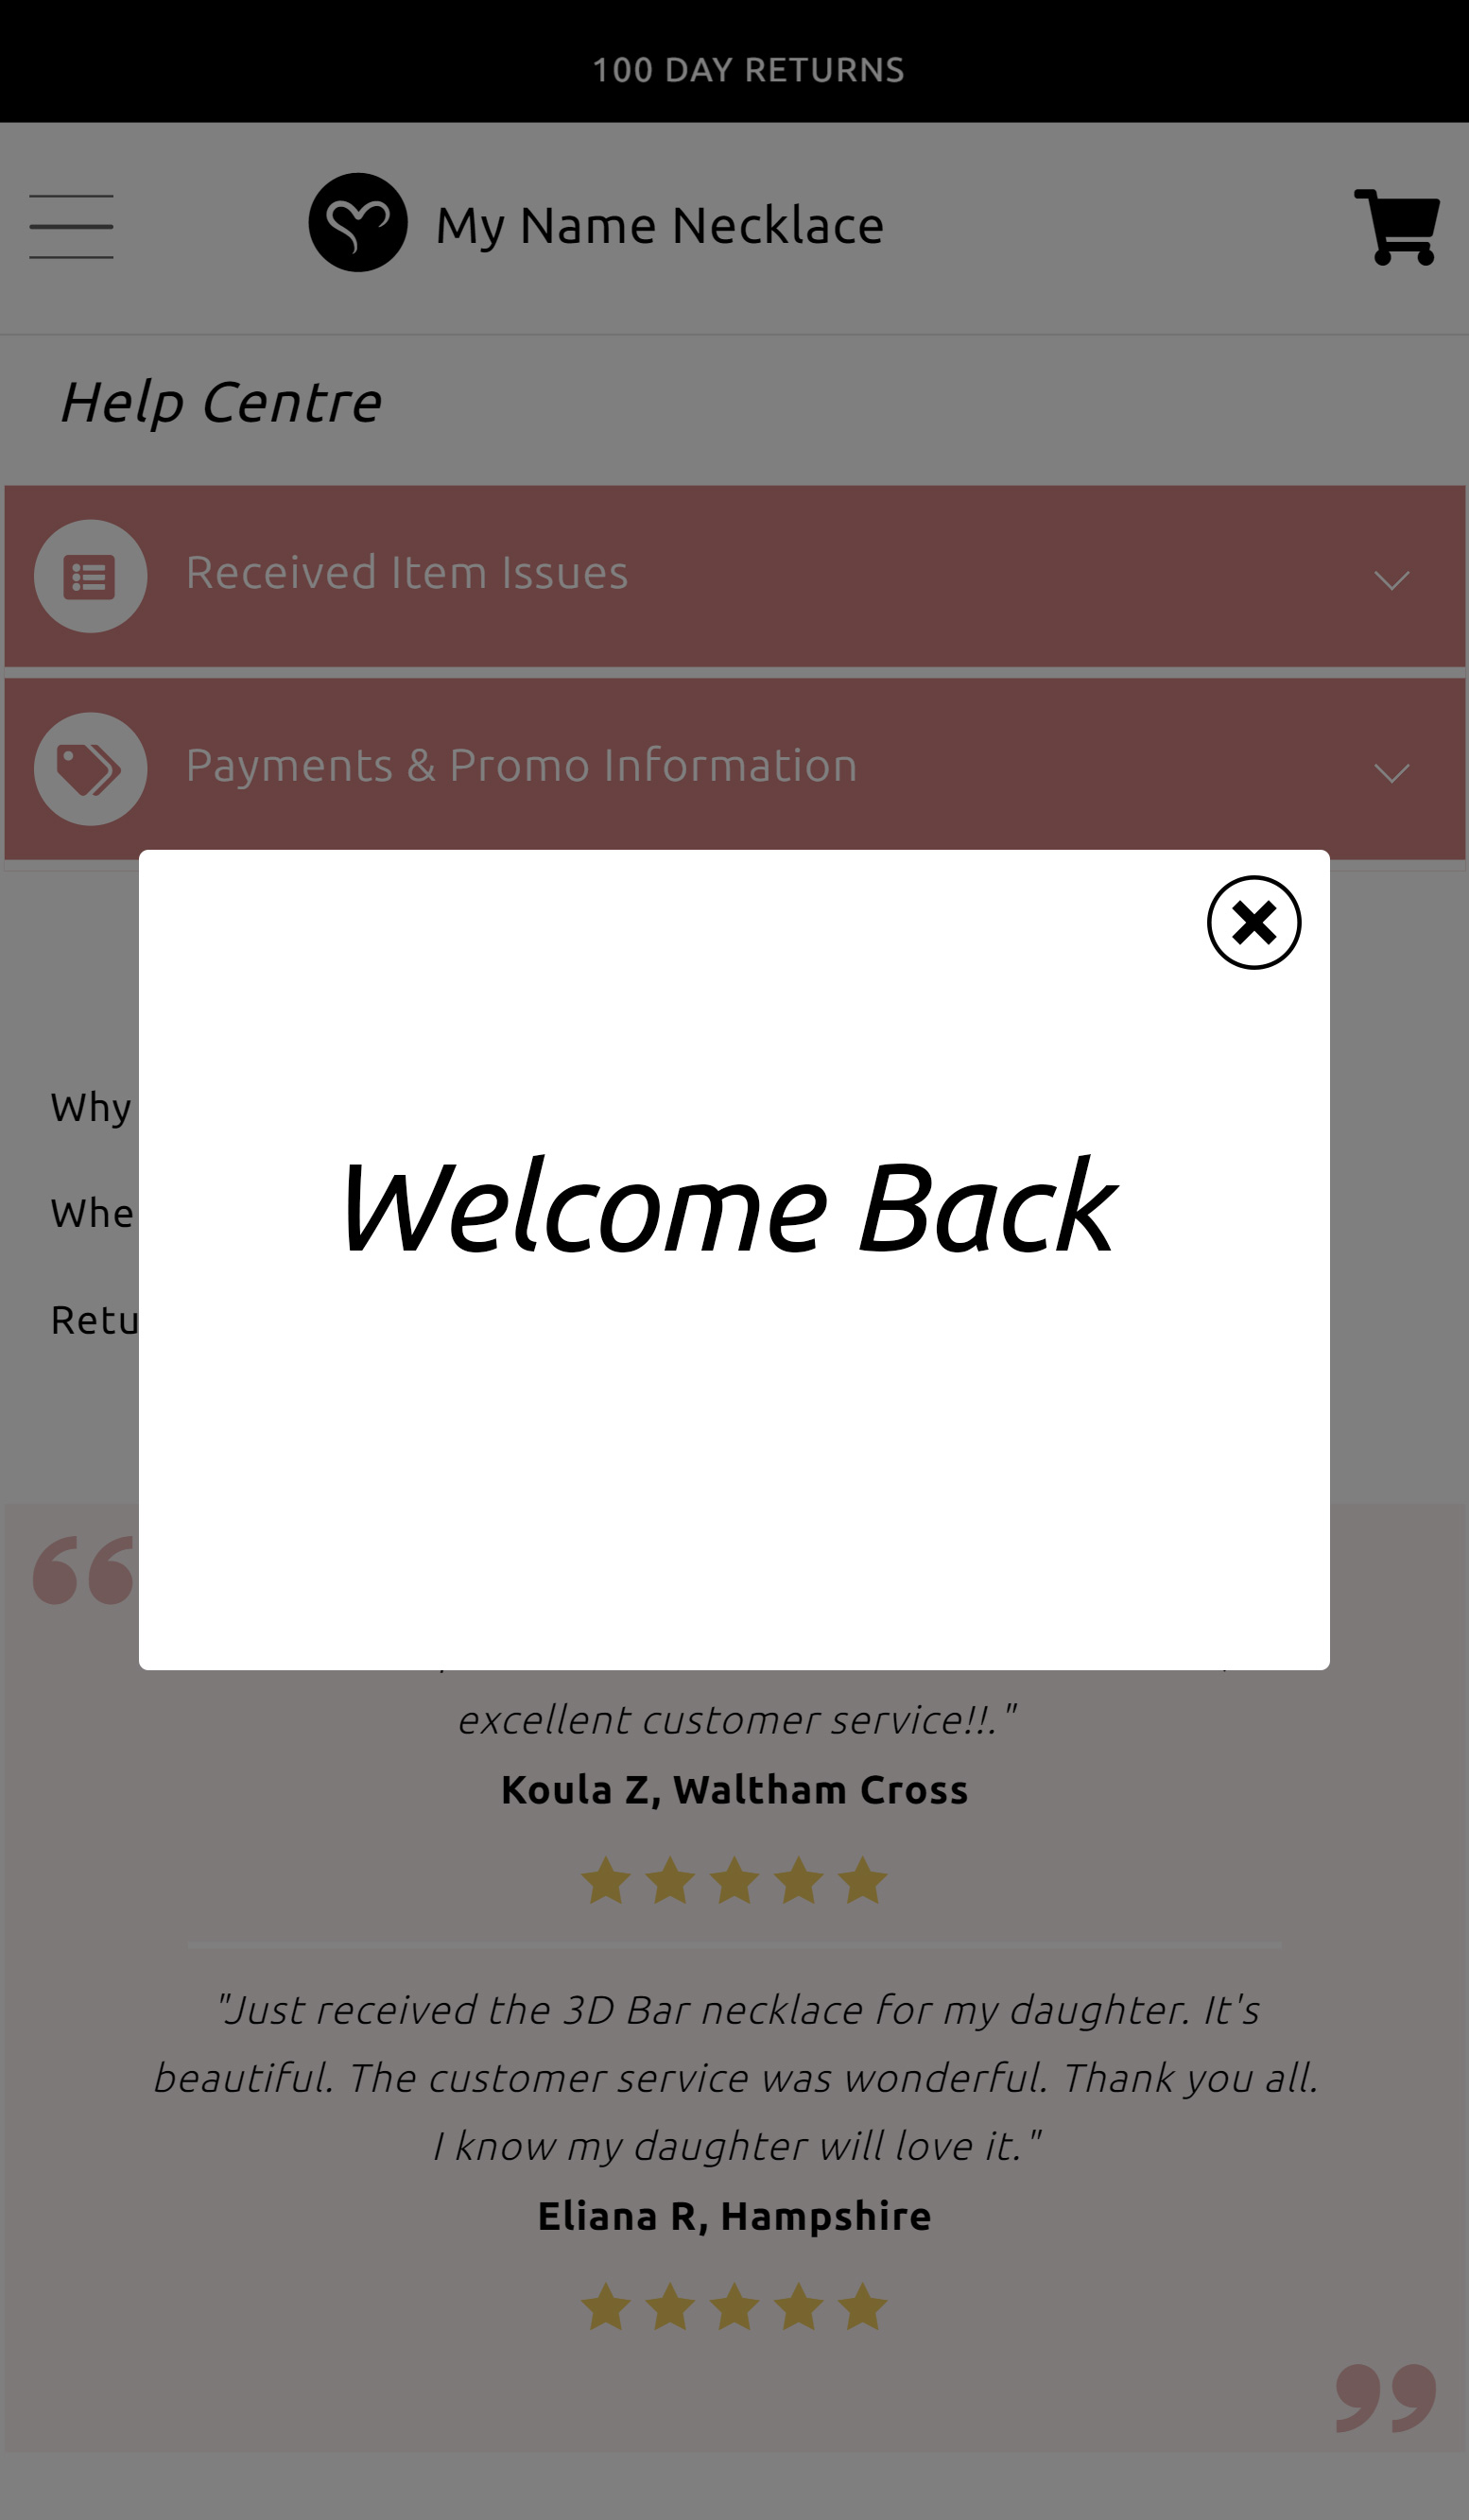 100 DAY RETURNS
My Name Necklace
Help Centre
Received Item Issues
Payments & Promo Information
Welcome Back
Why
excellent customer service!!."
Koula Z, Waltham Cross
"Just received the 3D Bar necklace for my daughter. It's
beautiful. The customer service was wonderful. Thank you all.
I know my daughter will love it."
Eliana R, Hampshire